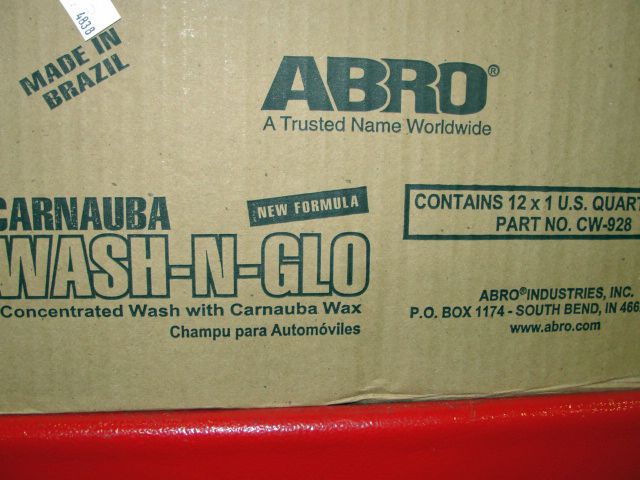 4838
MADE IN
BRAZIL
ABRO®
A Trusted Name Worldwide
CARNAUBA
NEW FORMULA
WASH-N-GLO
Concentrated Wash with Carnauba Wax
Champu para Automóviles
CONTAINS 12 x 1 U.S. QUART
PART NO. CW-928
ABRO®INDUSTRIES, INC.
P.O. BOX 1174 - SOUTH BEND, IN 466
www.abro.com